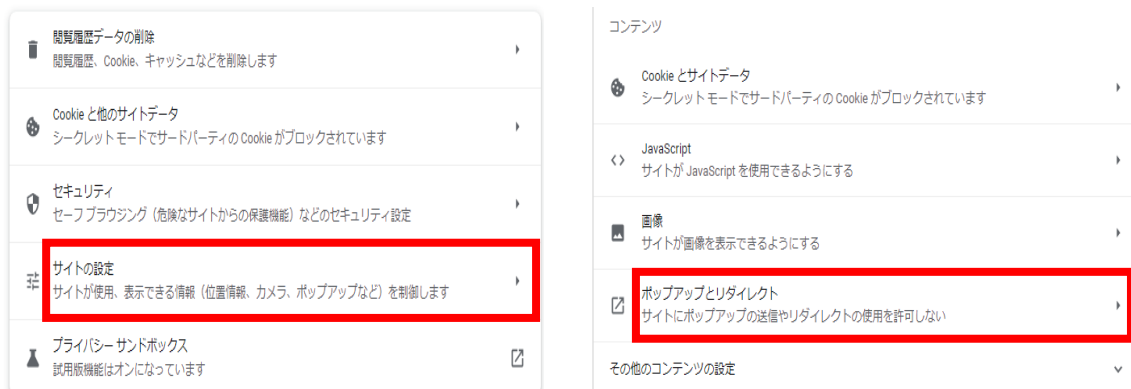 閲覧履歴データの削除
閲覧履歴、Cookie、キャッシュなどを削除します
Cookie と他のサイトデータ
シークレット モードでサードパーティの Cookie がブロックされています
セキュリティ
セーフ ブラウジング（危険なサイトからの保護機能）などのセキュリティ設定
サイトの設定
サイトが使用、表示できる情報（位置情報、カメラ、ポップアップなど）を制御します
プライバシー サンドボックス
試用版機能はオンになっています
コンテンツ
Cookie とサイトデータ
シークレット モードでサードパーティの Cookie がブロックされています
JavaScript
サイトが JavaScript を使用できるようにする
画像
サイトが画像を表示できるようにする
ポップアップとリダイレクト
サイトにポップアップの送信やリダイレクトの使用を許可しない
その他のコンテンツの設定